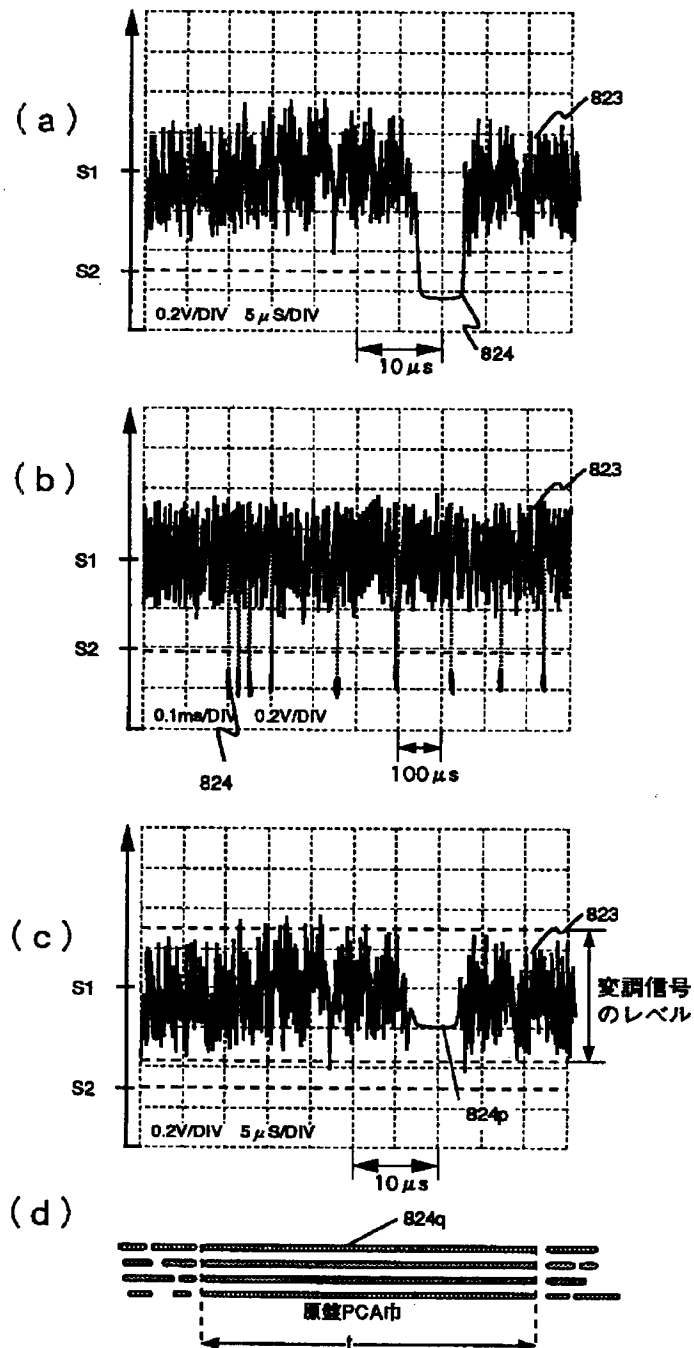 (a)
823
S1
S2
0.2V/DIV 5μS/DIV
824
10μs
(b)
823
S1
S2
0.1ms/DIV 0.2V/DIV
824
100μs
(c)
823
S1
変調信号
のレベル
S2
824p
0.2V/DIV 5μS/DIV
10μs
(d)
824q
原盤PCA巾
t